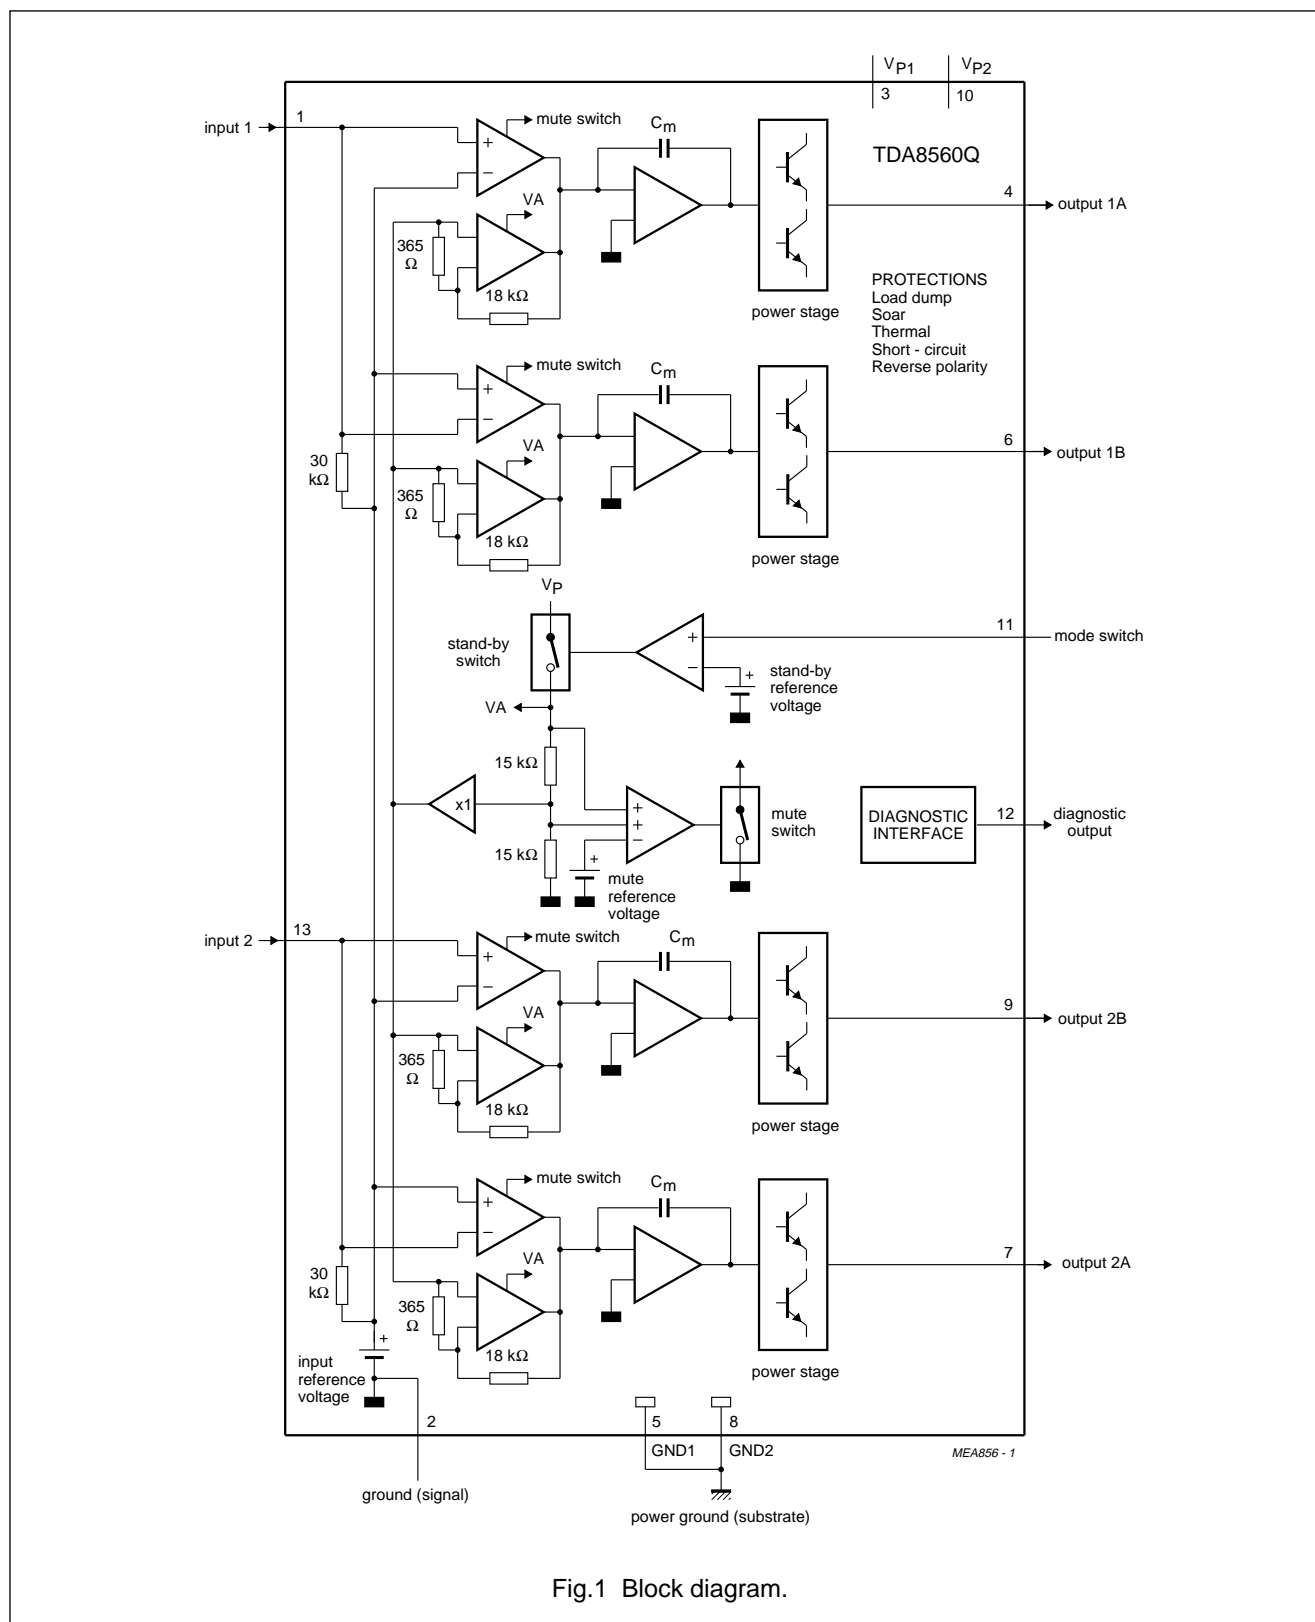 VP1
VP2
3
10
input 1
1
mute switch
Cm
TDA8560Q
+
−
VA
365
Ω
18 kΩ
power stage
4
output 1A
PROTECTIONS
Load dump
Soar
Thermal
Short - circuit
Reverse polarity
mute switch
Cm
+
−
VA
30
kΩ
365
Ω
18 kΩ
power stage
6
output 1B
VP
stand-by
switch
+
−
11
mode switch
+
stand-by
reference
voltage
VA
15 kΩ
x1
+
+
−
15 kΩ
+
mute
reference
voltage
mute
switch
DIAGNOSTIC
INTERFACE
12
diagnostic
output
input 2
13
mute switch
Cm
+
−
VA
365
Ω
18 kΩ
power stage
9
output 2B
mute switch
Cm
+
−
VA
30
kΩ
365
Ω
18 kΩ
power stage
7
output 2A
+
input
reference
voltage
2
5
8
GND1
GND2
MEA856 - 1
ground (signal)
power ground (substrate)
Fig.1 Block diagram.